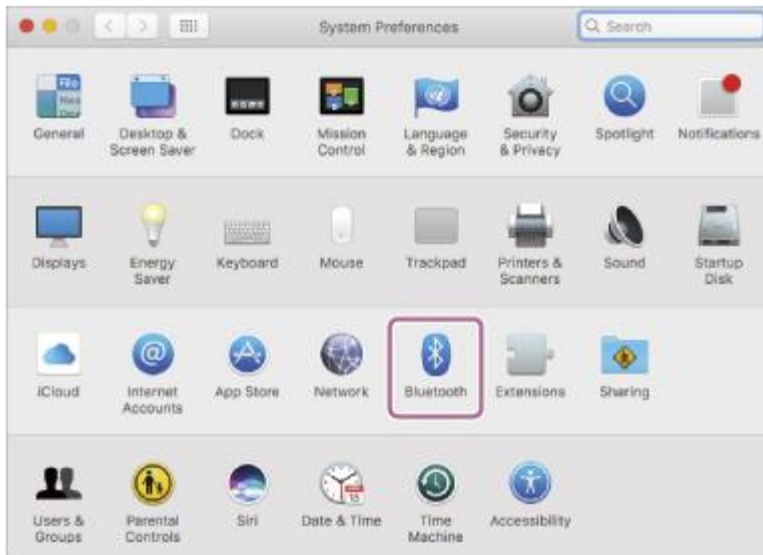 System Preferences
Search
General
Desktop &
Screen Saver
Dock
Mission
Control
Language
& Region
Security
& Privacy
Spotlight
Notifications
Displays
Energy
Saver
Keyboard
Mouse
Trackpad
Printers &
Scanners
Sound
Startup
Disk
iCloud
Internet
Accounts
App Store
Network
Bluetooth
Extensions
Sharing
Users &
Groups
Parental
Controls
Siri
Date & Time
Time
Machine
Accessibility